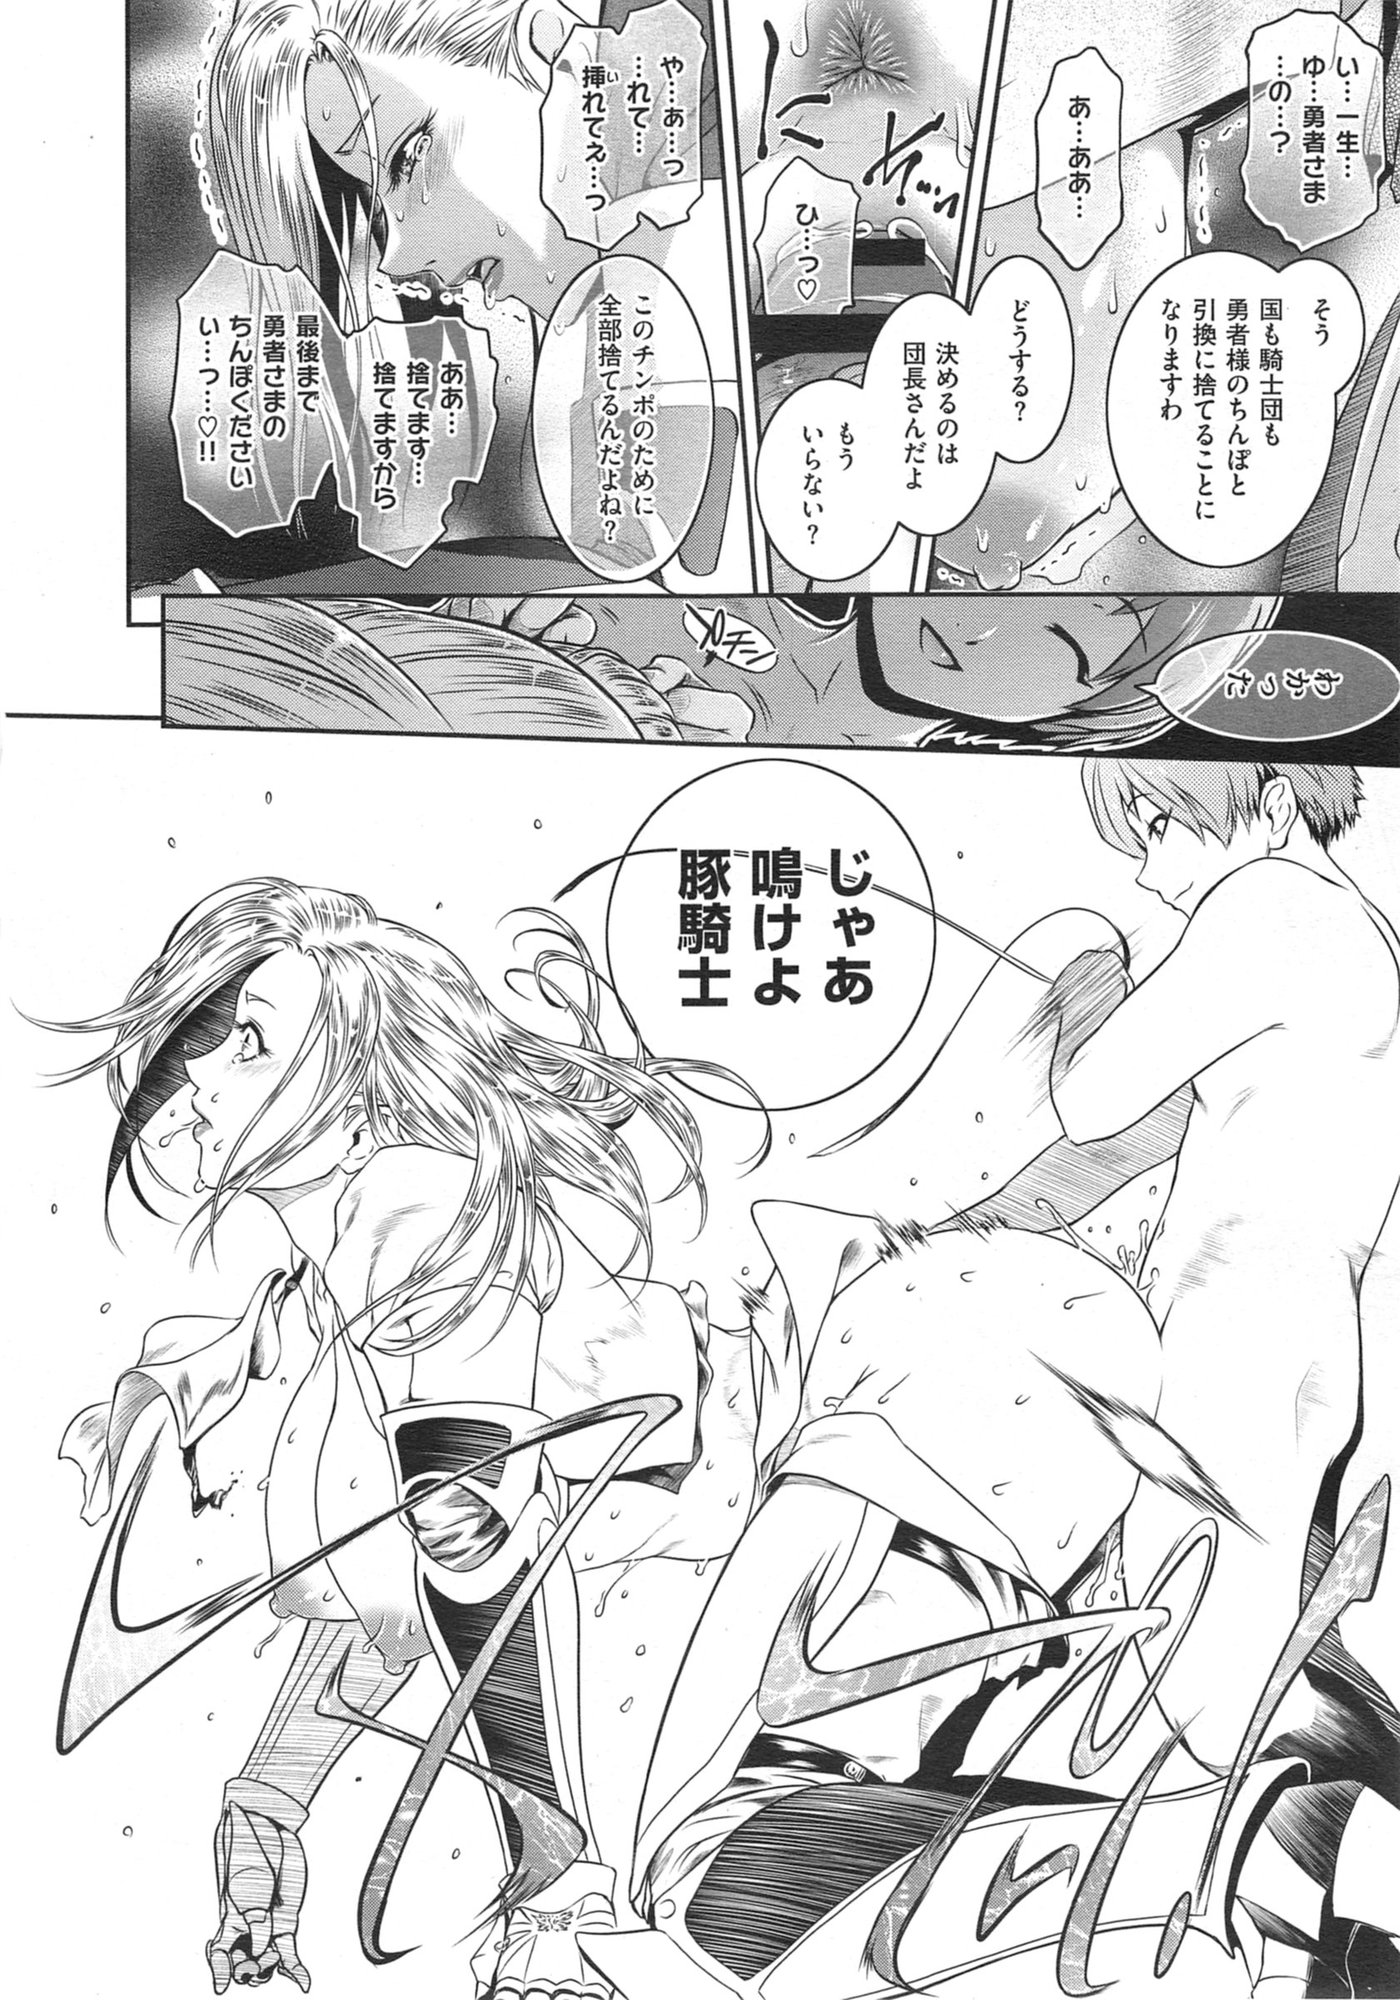 い…一生…
ゆ…勇者さま
…の…?
あ…ああ…
そう
国も騎士団も
勇者様のちんぽと
引換に捨てることに
なりますわ
どうする?
決めるのは
団長さんだよ
もう
いらない?
ひ…っ♡
や…あ…っ
…れて…
挿れてぇ…っ
い
このチンポのために
全部捨てるんだよね?
ああ…
捨てます…
捨てますから
最後まで
勇者さまの
ちんぽください
い…っ…♡!!
わかった
ガチッ
じゃあ
鳴けよ
豚騎士